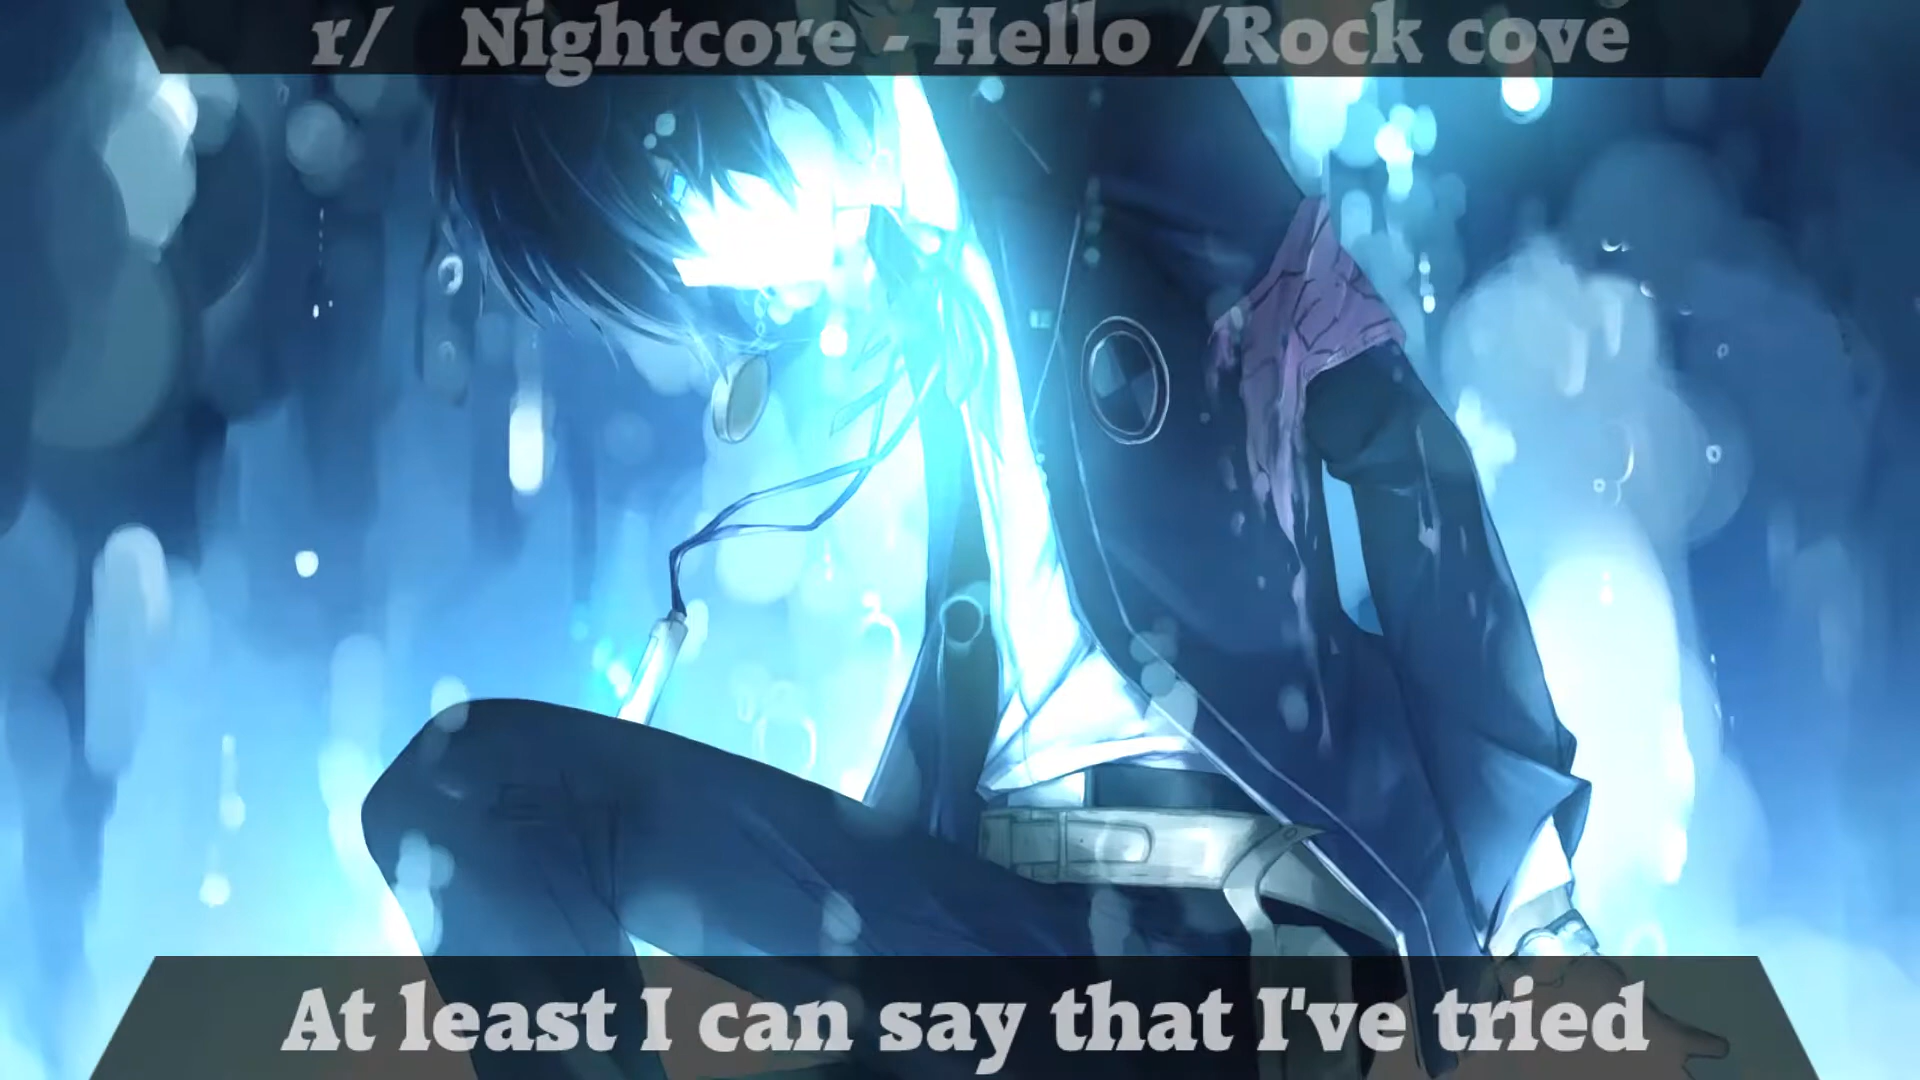 r/ Nightcore - Hello /Rock cove
At least I can say that I've tried